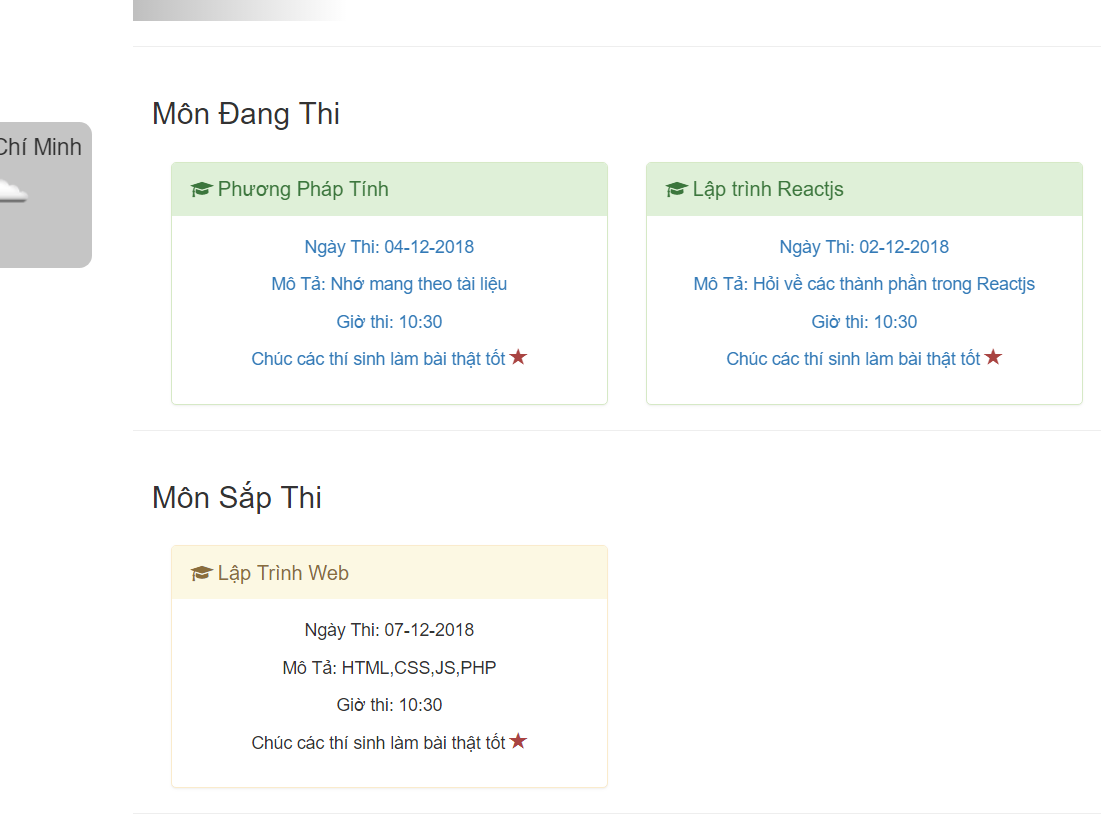 Môn Đang Thi
Chí Minh
Phương Pháp Tính
Ngày Thi: 04-12-2018
Mô Tả: Nhớ mang theo tài liệu
Giờ thi: 10:30
Chúc các thí sinh làm bài thật tốt
Lập trình Reactjs
Ngày Thi: 02-12-2018
Mô Tả: Hỏi về các thành phần trong Reactjs
Giờ thi: 10:30
Chúc các thí sinh làm bài thật tốt
Môn Sắp Thi
Lập Trình Web
Ngày Thi: 07-12-2018
Mô Tả: HTML,CSS,JS,PHP
Giờ thi: 10:30
Chúc các thí sinh làm bài thật tốt